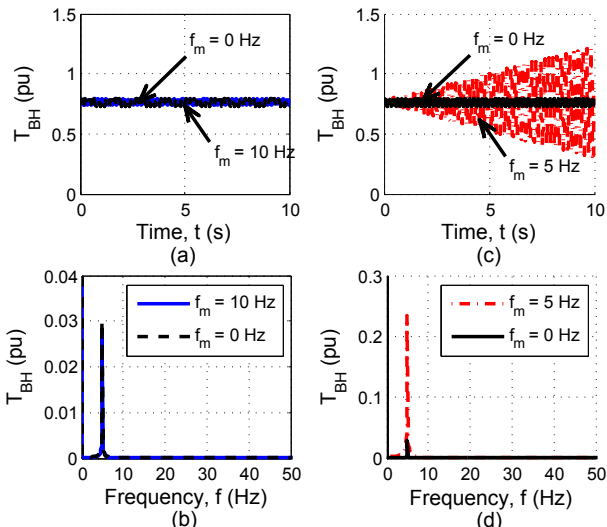 1.5
1
0.5
0
T_BH (pu)
f_m = 0 Hz
f_m = 10 Hz
0 5 10
Time, t (s)
(a)
1.5
1
0.5
0
T_BH (pu)
f_m = 0 Hz
f_m = 5 Hz
0 5 10
Time, t (s)
(c)
0.04
0.03
0.02
0.01
0
T_BH (pu)
f_m = 10 Hz
f_m = 0 Hz
0 10 20 30 40 50
Frequency, f (Hz)
(b)
0.3
0.2
0.1
0
T_BH (pu)
f_m = 5 Hz
f_m = 0 Hz
0 10 20 30 40 50
Frequency, f (Hz)
(d)